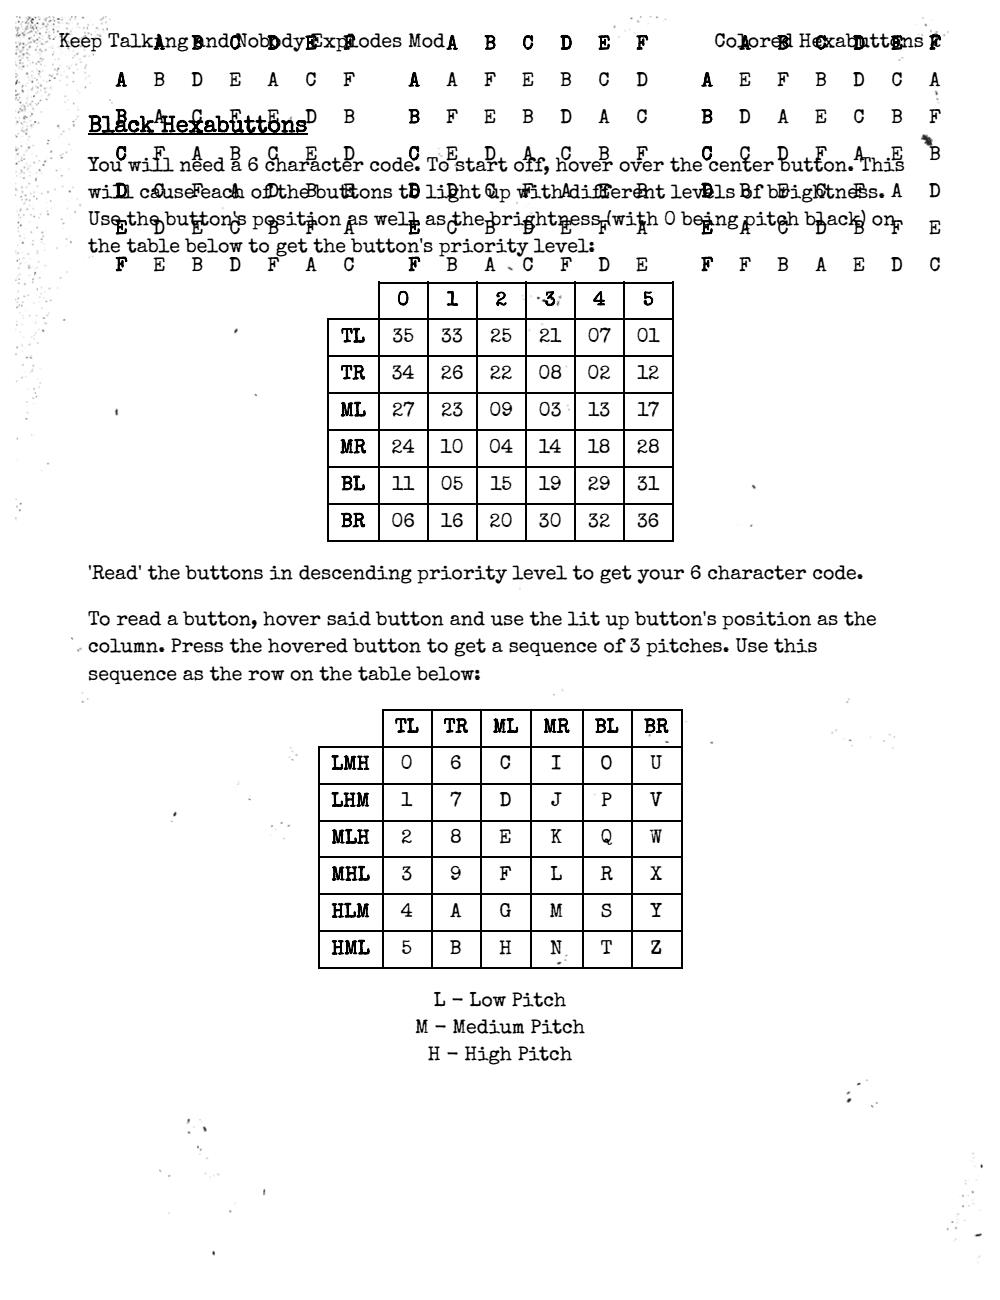 Keep Talking and Nobody Explodes Mod
Colored Hexabuttons
A B C D E F A B C D E F A B C D E F
A B D E A C F A A F E B C D A E F B D C A
B A C F E D B B F E B D A C B D A E C B F
Black Hexabuttons
C F A B C E D C E D A C B F C C D F A E B
You will need a 6 character code. To start off, hover over the center button. This
will cause each of the buttons to light up with different levels of brightness.
D C F A D B E D D C F A E B D B E C F A D
Use the button's position as well as the brightness (with 0 being pitch black) on
E D E C B F A E C B D E F A E A C D B F E
the table below to get the button's priority level:
F E B D F A C F B A C F D E F F B A E D C
0 1 2 3 4 5
TL 35 33 25 21 07 01
TR 34 26 22 08 02 12
ML 27 23 09 03 13 17
MR 24 10 04 14 18 28
BL 11 05 15 19 29 31
BR 06 16 20 30 32 36
'Read' the buttons in descending priority level to get your 6 character code.
To read a button, hover said button and use the lit up button's position as the
column. Press the hovered button to get a sequence of 3 pitches. Use this
sequence as the row on the table below:
TL TR ML MR BL BR
LMH 0 6 C I O U
LHM 1 7 D J P V
MLH 2 8 E K Q W
MHL 3 9 F L R X
HLM 4 A G M S Y
HML 5 B H N T Z
L - Low Pitch
M - Medium Pitch
H - High Pitch